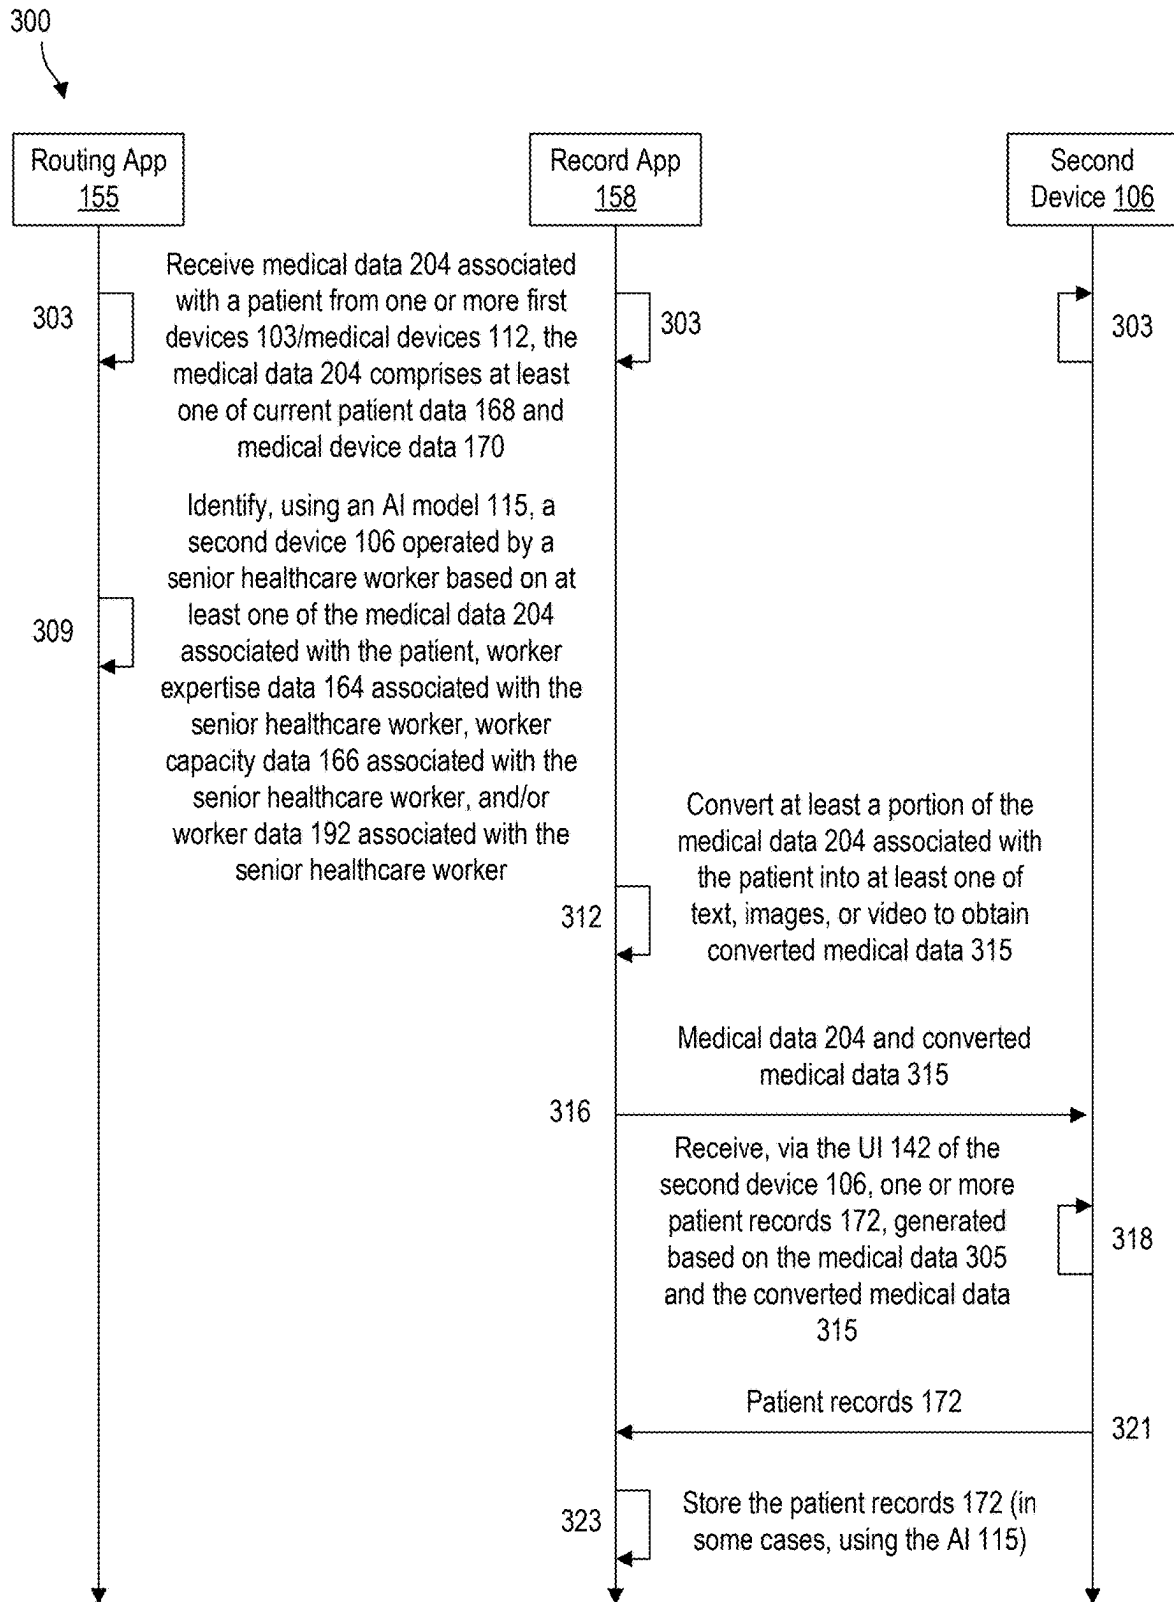 300
Routing App
155
Record App
158
Second
Device 106
Receive medical data 204 associated
with a patient from one or more first
devices 103/medical devices 112, the
medical data 204 comprises at least
one of current patient data 168 and
medical device data 170
303
303
303
Identify, using an AI model 115, a
second device 106 operated by a
senior healthcare worker based on at
least one of the medical data 204
associated with the patient, worker
expertise data 164 associated with the
senior healthcare worker, worker
capacity data 166 associated with the
senior healthcare worker, and/or
worker data 192 associated with the
senior healthcare worker
309
Convert at least a portion of the
medical data 204 associated with
the patient into at least one of
text, images, or video to obtain
converted medical data 315
312
Medical data 204 and converted
medical data 315
316
Receive, via the UI 142 of the
second device 106, one or more
patient records 172, generated
based on the medical data 305
and the converted medical data
315
318
Patient records 172
321
Store the patient records 172 (in
some cases, using the AI 115)
323